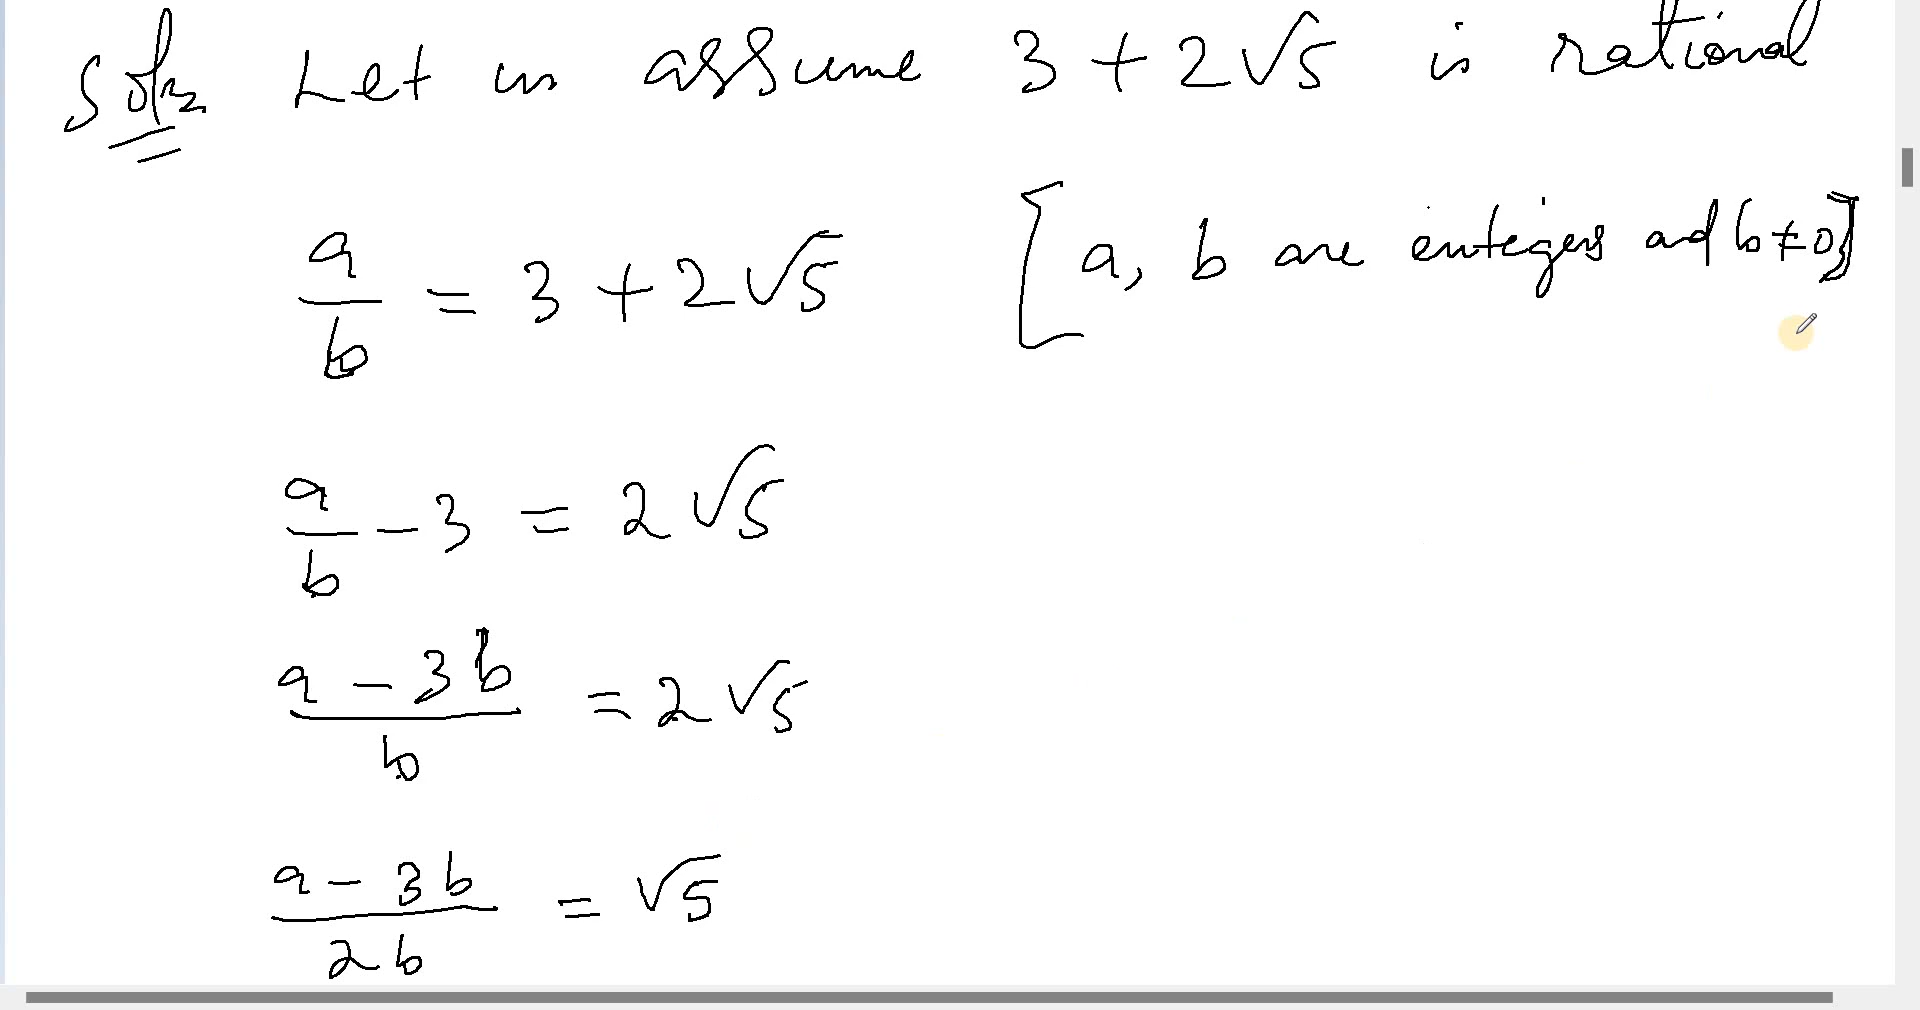 Soln Let us assume 3 + 2√5 is rational
a/b = 3 + 2√5 [a, b are entegers and b ≠ 0]
a/b - 3 = 2√5
(a - 3b)/b = 2√5
(a - 3b)/2b = √5